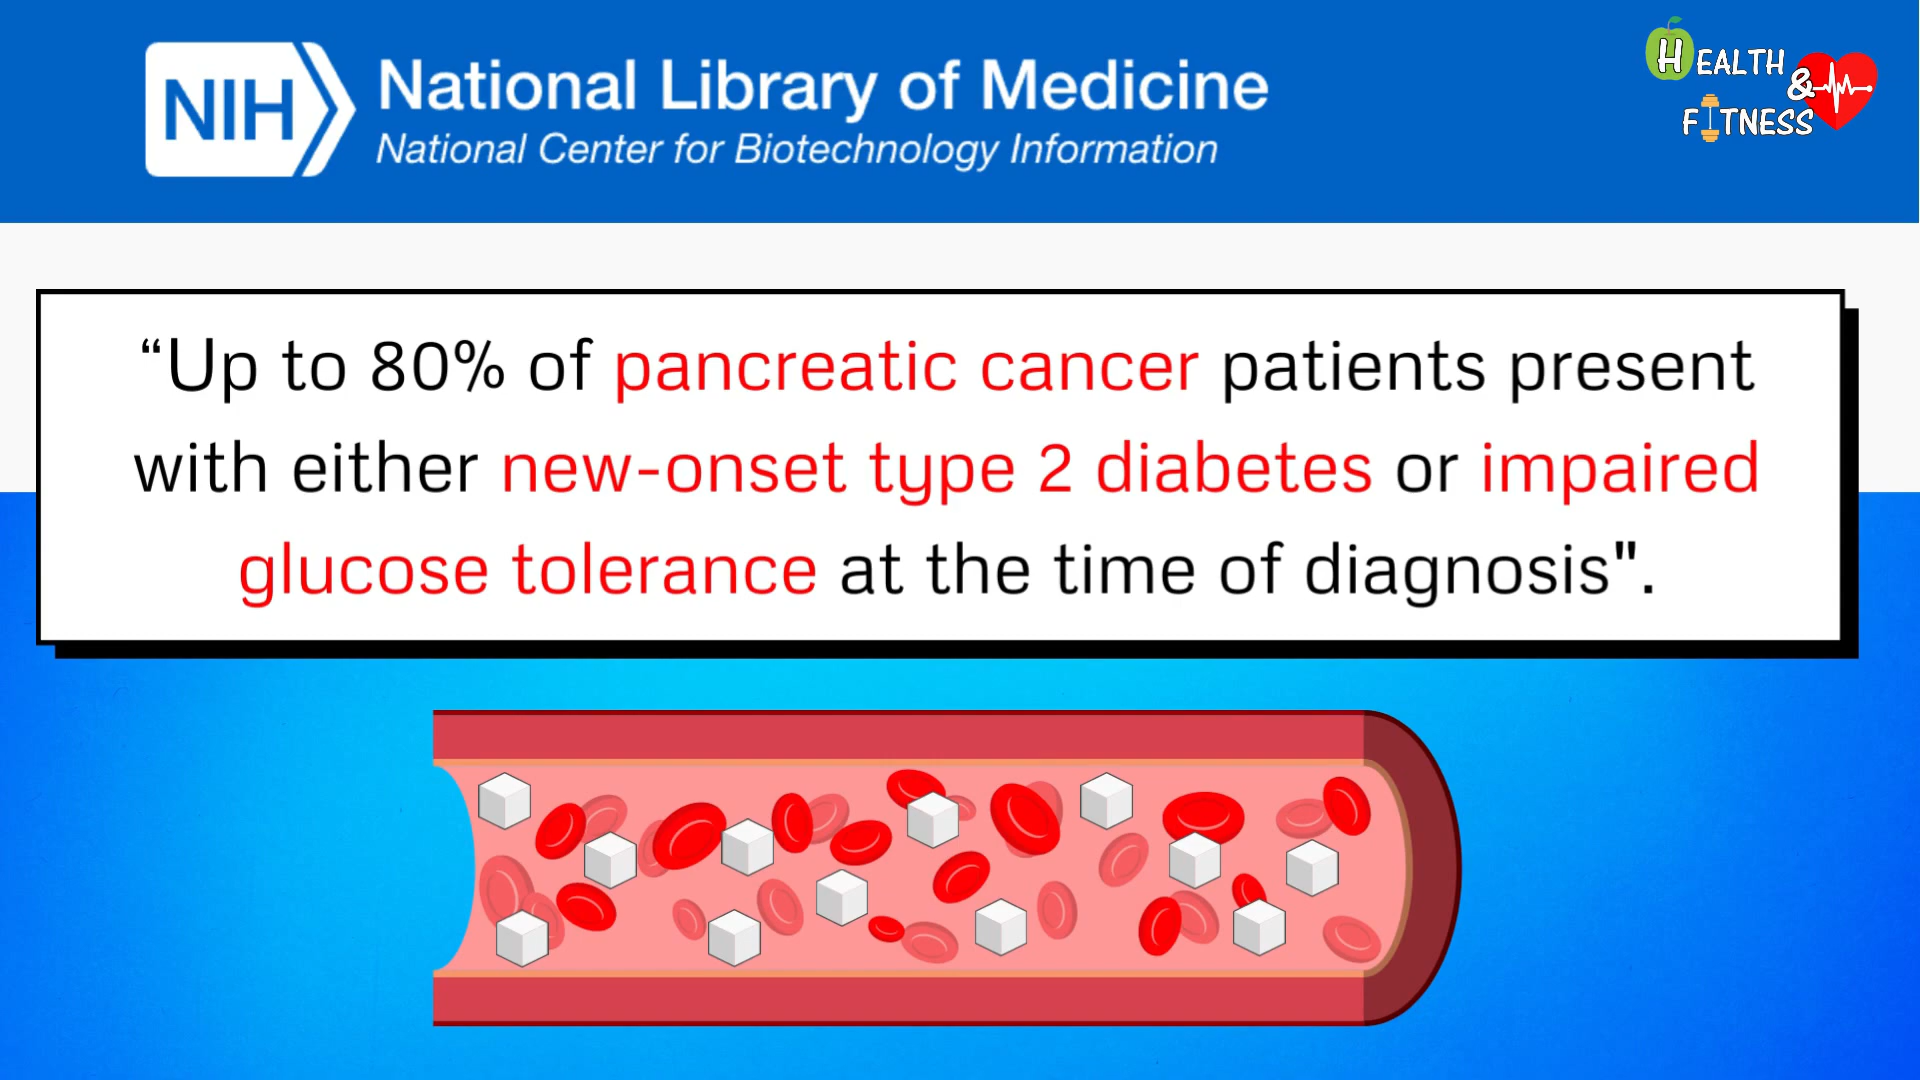 NIH
National Library of Medicine
National Center for Biotechnology Information
HEALTH
&
FITNESS
“Up to 80% of pancreatic cancer patients present
with either new-onset type 2 diabetes or impaired
glucose tolerance at the time of diagnosis".